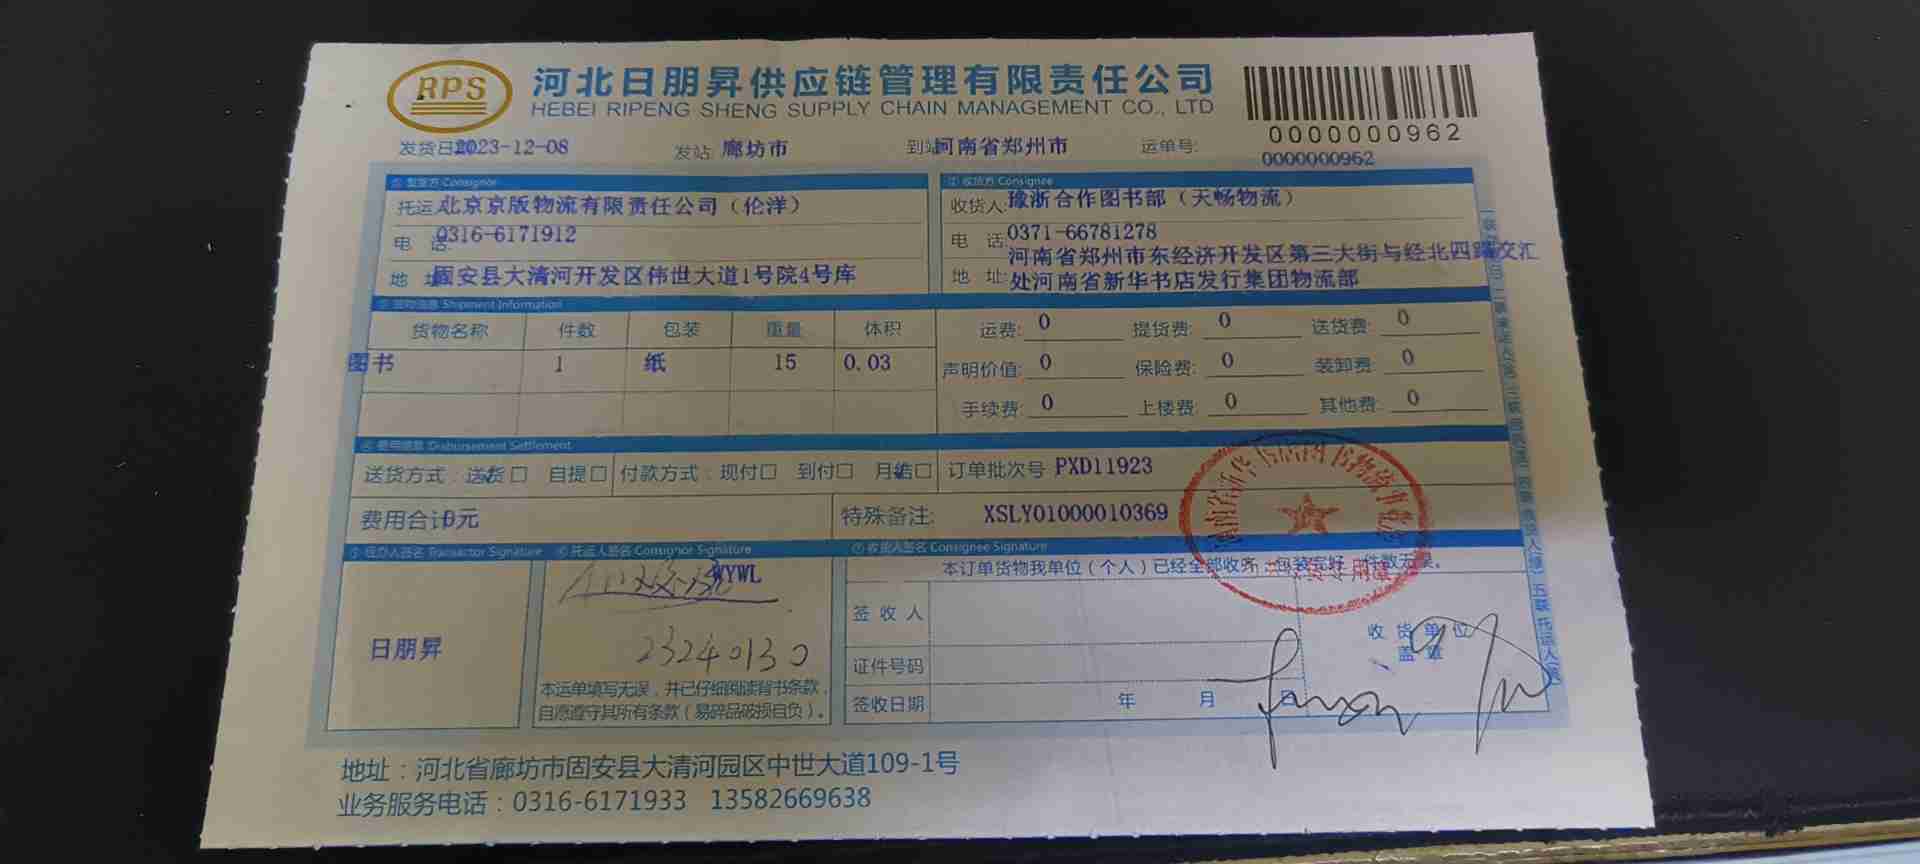 RPS
河北日朋昇供应链管理有限责任公司
HEBEI RIPENG SHENG SUPPLY CHAIN MANAGEMENT CO., LTD
0000000962
发货日期 2023-12-08 发站: 廊坊市 到站: 河南省郑州市 运单号: 0000000962
① 托运方 Consignor
② 收货方 Consignee
托运人 北京京版物流有限责任公司（伦洋）
收货人: 豫浙合作图书部（天畅物流）
电 话: 0316-6171912
电 话: 0371-66781278
地 址: 固安县大清河开发区伟世大道1号院4号库
地 址: 河南省郑州市东经济开发区第三大街与经北四路交汇
处河南省新华书店发行集团物流部
Shipment Information
货物名称 件数 包装 重量 体积
图书 1 纸 15 0.03
运费: 0 提货费: 0 送货费: 0
声明价值: 0 保险费: 0 装卸费: 0
手续费: 0 上楼费: 0 其他费: 0
④ 费用结算 Disbursement Settlement
送货方式: 送货□ 自提□ 付款方式: 现付□ 到付□ 月结□ 订单批次号 PXD11923
费用合计 0元 特殊备注: XSLY01000010369
⑤ 经办人签名 Transactor Signature ⑥ 托运人签名 Consignor Signature ⑦ 收货人签名 Consignee Signature
日朋昇
WYWL
23240130
本运单填写无误，并已仔细阅读背书条款，
自愿遵守其所有条款（易碎品破损自负）。
本订单货物我单位（个人）已经全部收齐，包装完好，件数无误。
签 收 人
证件号码
签收日期 年 月 日
收 货 单 位
盖 章
地址：河北省廊坊市固安县大清河园区中世大道109-1号
业务服务电话：0316-6171933 13582669638